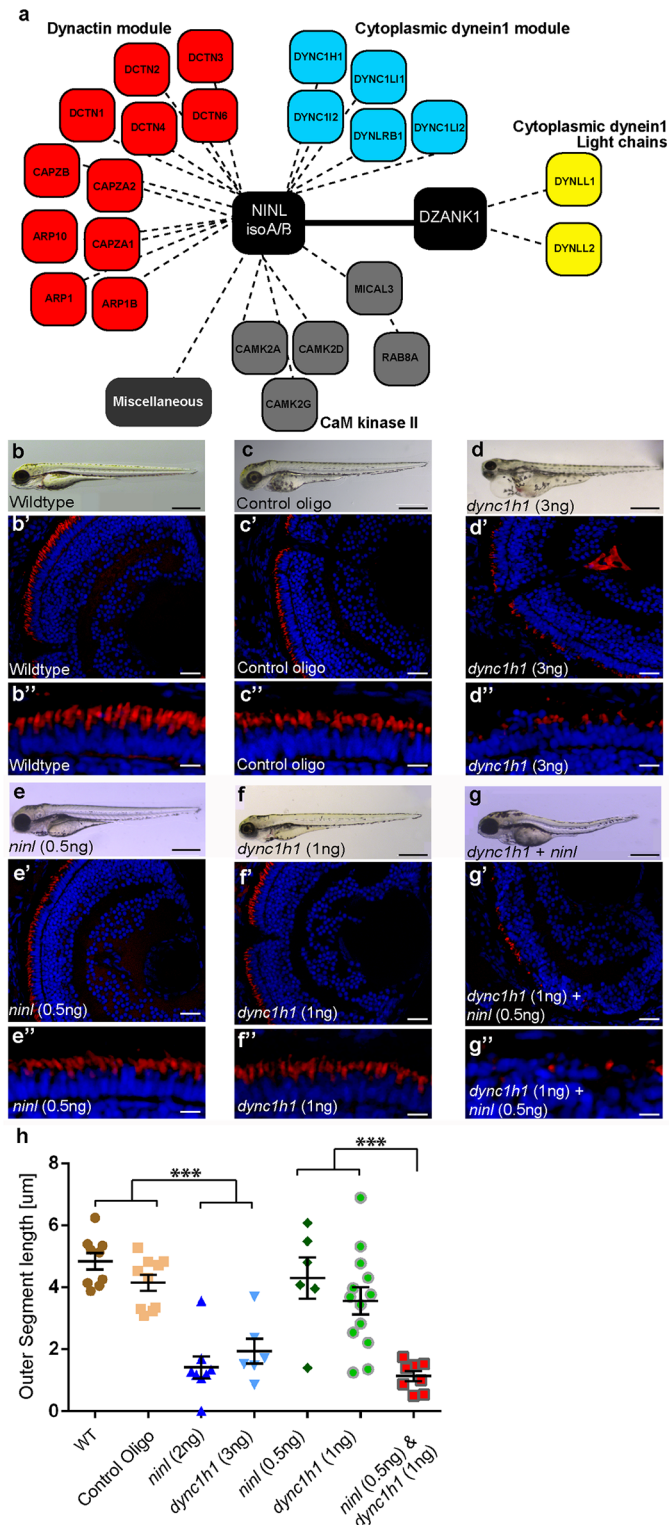 a
Dynactin module
Cytoplasmic dynein1 module
DCTN3
DCTN2
DYNC1H1
DYNC1LI1
DCTN1
DCTN4
DCTN6
DYNC1I2
DYNLRB1
DYNC1LI2
Cytoplasmic dynein1
Light chains
CAPZB
CAPZA2
DYNLL1
NINL
isoA/B
DZANK1
ARP10
CAPZA1
DYNLL2
ARP1
ARP1B
MICAL3
CAMK2A
CAMK2D
RAB8A
Miscellaneous
CAMK2G
CaM kinase II
b
Wildtype
c
Control oligo
d
dync1h1 (3ng)
b'
Wildtype
c'
Control oligo
d'
dync1h1 (3ng)
b''
Wildtype
c''
Control oligo
d''
dync1h1 (3ng)
e
ninl (0.5ng)
f
dync1h1 (1ng)
g
dync1h1 + ninl
e'
ninl (0.5ng)
f'
dync1h1 (1ng)
g'
dync1h1 (1ng) +
ninl (0.5ng)
e''
ninl (0.5ng)
f''
dync1h1 (1ng)
g''
dync1h1 (1ng) +
ninl (0.5ng)
h
Outer Segment length [um]
8
6
4
2
0
***
***
WT
Control Oligo
ninl (2ng)
dync1h1 (3ng)
ninl (0.5ng)
dync1h1 (1ng)
ninl (0.5ng) &
dync1h1 (1ng)